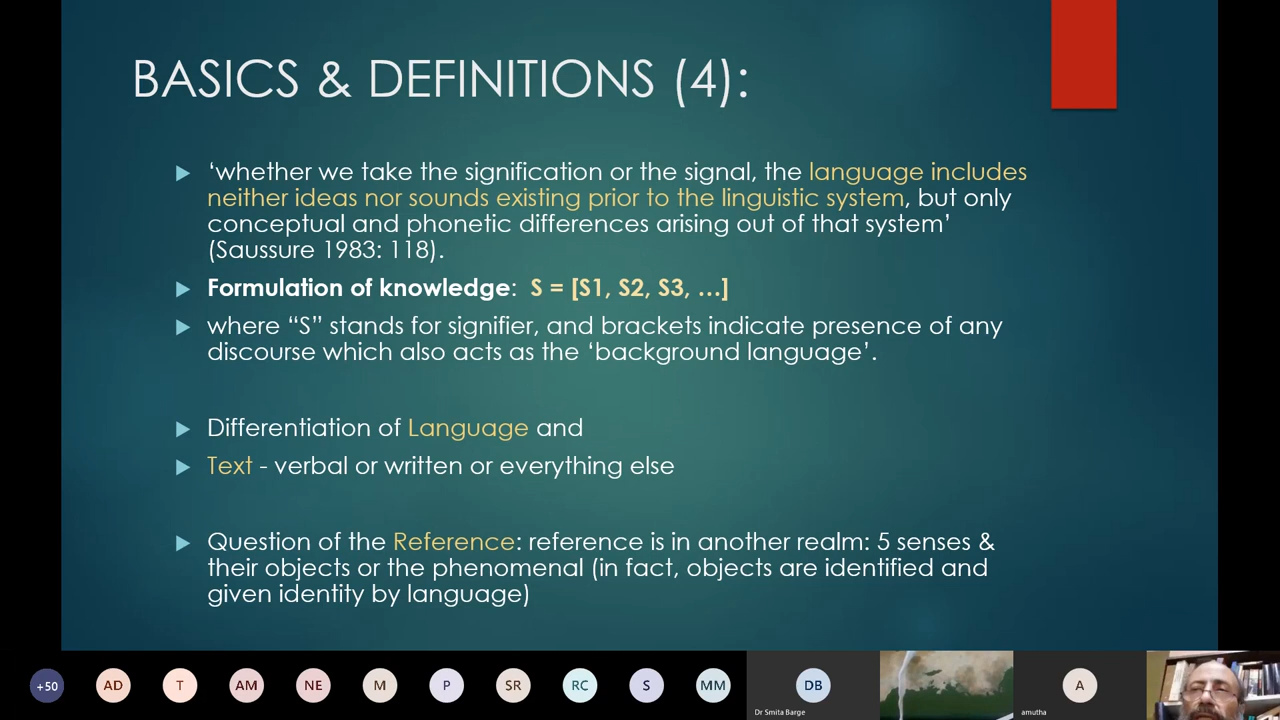 BASICS & DEFINITIONS (4):
‘whether we take the signification or the signal, the language includes
neither ideas nor sounds existing prior to the linguistic system, but only
conceptual and phonetic differences arising out of that system’
(Saussure 1983: 118).
Formulation of knowledge: S = [S1, S2, S3, …]
where “S” stands for signifier, and brackets indicate presence of any
discourse which also acts as the ‘background language’.
Differentiation of Language and
Text - verbal or written or everything else
Question of the Reference: reference is in another realm: 5 senses &
their objects or the phenomenal (in fact, objects are identified and
given identity by language)
+50 AD T AM NE M P SR RC S MM DB A
Dr Smita Barge amutha